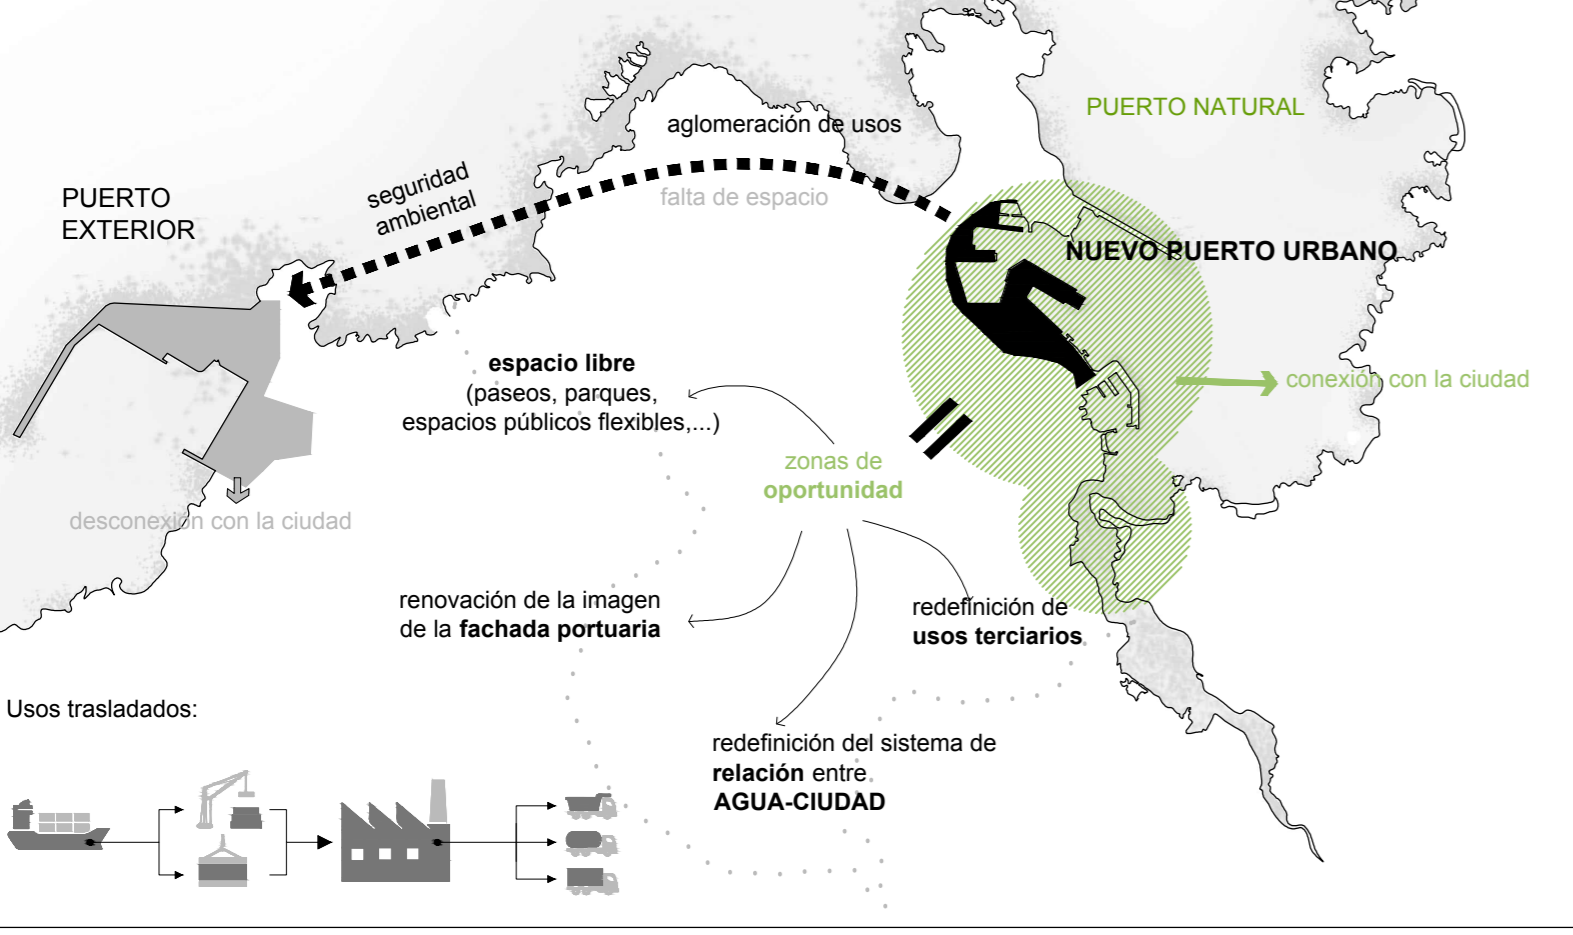 aglomeración de usos
PUERTO NATURAL
seguridad
ambiental
falta de espacio
PUERTO
EXTERIOR
NUEVO PUERTO URBANO
espacio libre
(paseos, parques,
espacios públicos flexibles,...)
conexión con la ciudad
zonas de
oportunidad
desconexión con la ciudad
renovación de la imagen
de la fachada portuaria
redefinición de
usos terciarios
Usos trasladados:
redefinición del sistema de
relación entre
AGUA-CIUDAD